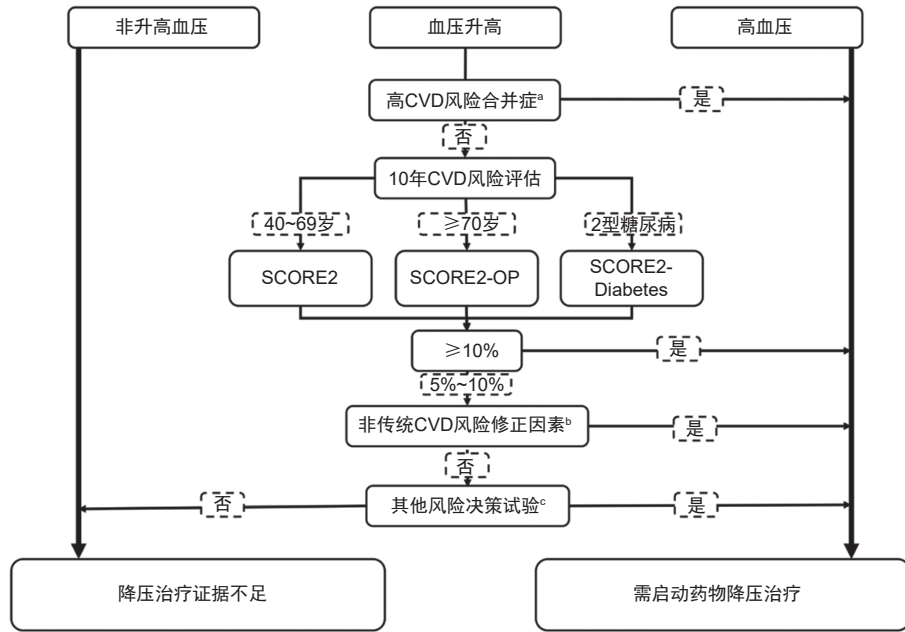 非升高血压
血压升高
高血压
高CVD风险合并症ᵃ
是
否
10年CVD风险评估
40~69岁
≥70岁
2型糖尿病
SCORE2
SCORE2-OP
SCORE2-
Diabetes
≥10%
是
5%~10%
非传统CVD风险修正因素ᵇ
是
否
否
其他风险决策试验ᶜ
是
降压治疗证据不足
需启动药物降压治疗